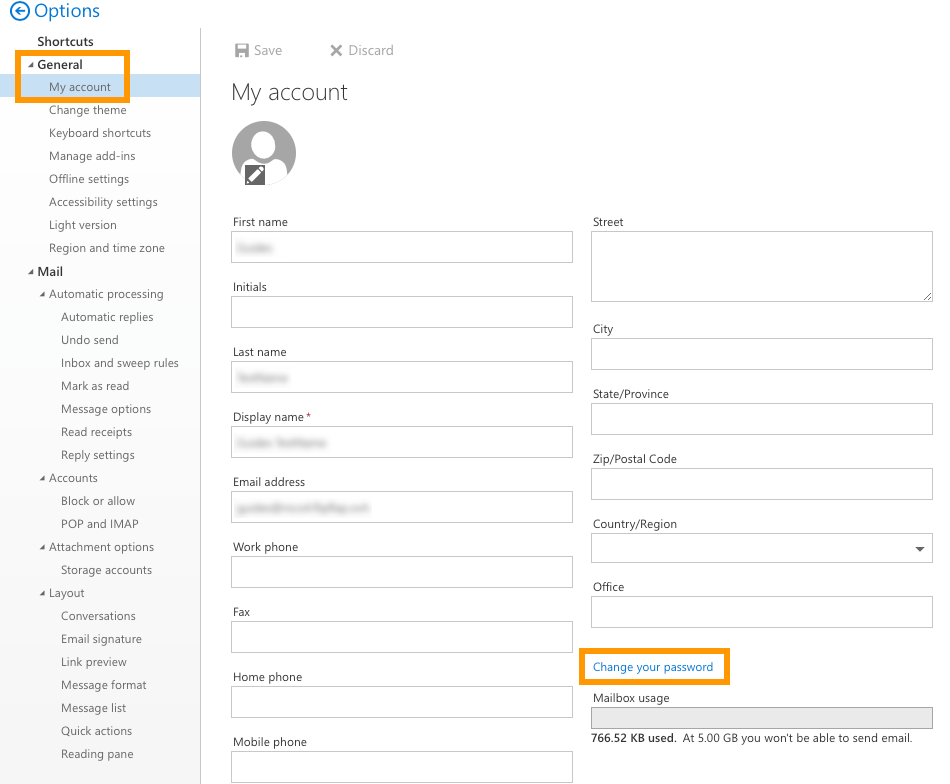 Options
Shortcuts
General
My account
Change theme
Keyboard shortcuts
Manage add-ins
Offline settings
Accessibility settings
Light version
Region and time zone
Mail
Automatic processing
Automatic replies
Undo send
Inbox and sweep rules
Mark as read
Message options
Read receipts
Reply settings
Accounts
Block or allow
POP and IMAP
Attachment options
Storage accounts
Layout
Conversations
Email signature
Link preview
Message format
Message list
Quick actions
Reading pane
Save Discard
My account
First name
Initials
Last name
Display name*
Email address
Work phone
Fax
Home phone
Mobile phone
Street
City
State/Province
Zip/Postal Code
Country/Region
Office
Change your password
Mailbox usage
766.52 KB used. At 5.00 GB you won't be able to send email.